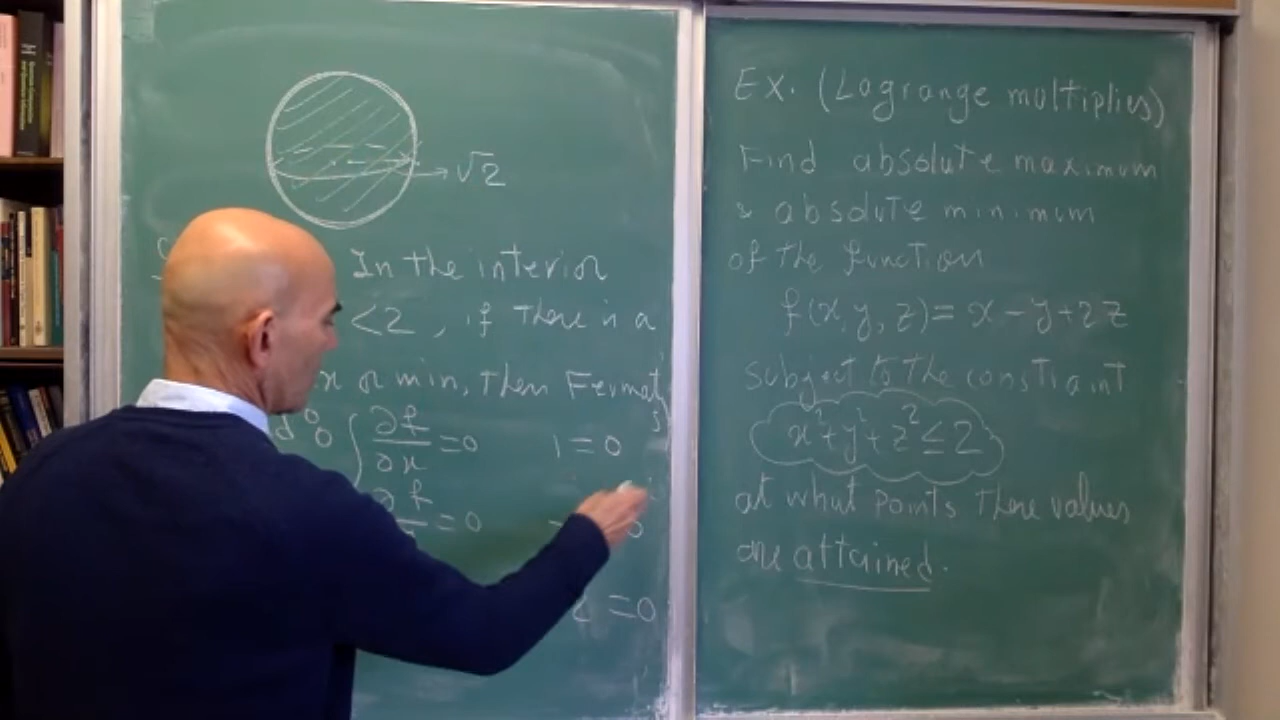 √2
In the interior
<2, if there is a
or min, then Fermat's
∂f/∂x =0 1=0
=0
2 =0
EX. (Lagrange multiplies)
Find absolute maximum
& absolute minimum
of the function
f(x,y,z)= x-y+2z
subject to the constraint
x²+y²+z² ≤ 2
at what points there values
are attained.